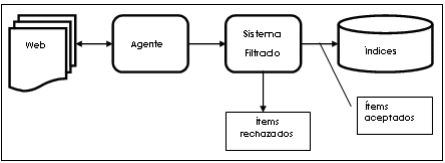 Web
Agente
Sistema
Filtrado
Índices
Ítems
rechazados
Ítems
aceptados